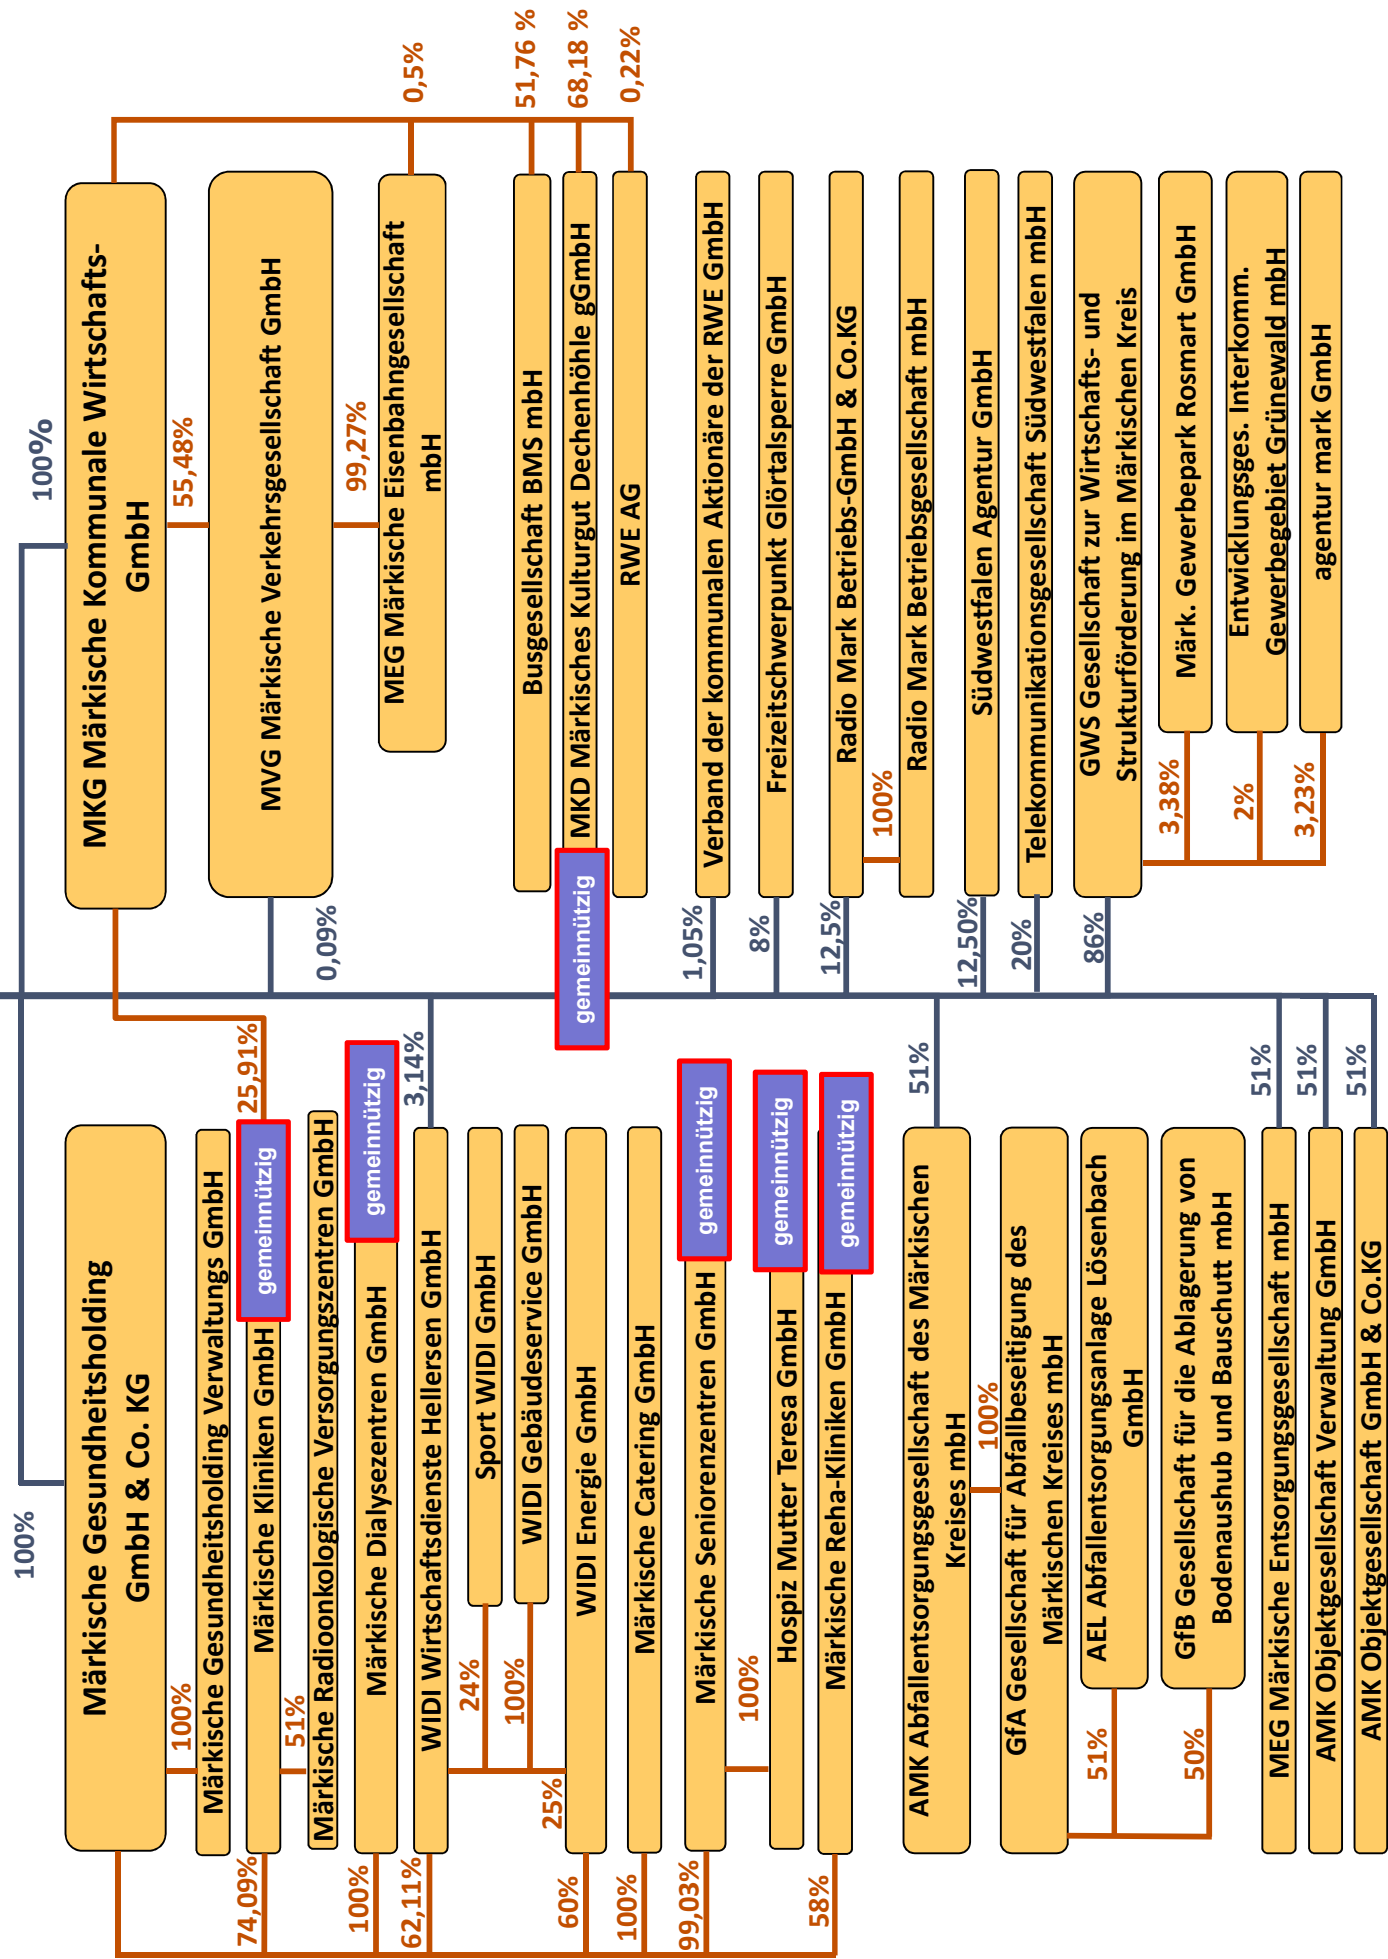 100%
Märkische Gesundheitsholding
GmbH & Co. KG
100%
Märkische Gesundheitsholding Verwaltungs GmbH
74,09%
Märkische Kliniken GmbH
gemeinnützig
25,91%
51%
Märkische Radioonkologische Versorgungszentren GmbH
100%
Märkische Dialysezentren GmbH
gemeinnützig
62,11%
WIDI Wirtschaftsdienste Hellersen GmbH
3,14%
24%
Sport WIDI GmbH
100%
WIDI Gebäudeservice GmbH
25%
60%
WIDI Energie GmbH
100%
Märkische Catering GmbH
99,03%
Märkische Seniorenzentren GmbH
gemeinnützig
100%
Hospiz Mutter Teresa GmbH
gemeinnützig
58%
Märkische Reha-Kliniken GmbH
gemeinnützig
AMK Abfallentsorgungsgesellschaft des Märkischen
Kreises mbH
51%
100%
GfA Gesellschaft für Abfallbeseitigung des
Märkischen Kreises mbH
51%
AEL Abfallentsorgungsanlage Lösenbach
GmbH
50%
GfB Gesellschaft für die Ablagerung von
Bodenaushub und Bauschutt mbH
MEG Märkische Entsorgungsgesellschaft mbH
51%
AMK Objektgesellschaft Verwaltung GmbH
51%
AMK Objektgesellschaft GmbH & Co.KG
51%
100%
MKG Märkische Kommunale Wirtschafts-
GmbH
55,48%
0,09%
MVG Märkische Verkehrsgesellschaft GmbH
99,27%
MEG Märkische Eisenbahngesellschaft
mbH
0,5%
Busgesellschaft BMS mbH
51,76 %
gemeinnützig
MKD Märkisches Kulturgut Dechenhöhle gGmbH
68,18 %
RWE AG
0,22%
1,05%
Verband der kommunalen Aktionäre der RWE GmbH
8%
Freizeitschwerpunkt Glörtalsperre GmbH
12,5%
Radio Mark Betriebs-GmbH & Co.KG
100%
Radio Mark Betriebsgesellschaft mbH
12,50%
Südwestfalen Agentur GmbH
20%
Telekommunikationsgesellschaft Südwestfalen mbH
86%
GWS Gesellschaft zur Wirtschafts- und
Strukturförderung im Märkischen Kreis
3,38%
Märk. Gewerbepark Rosmart GmbH
2%
Entwicklungsges. Interkomm.
Gewerbegebiet Grünewald mbH
3,23%
agentur mark GmbH